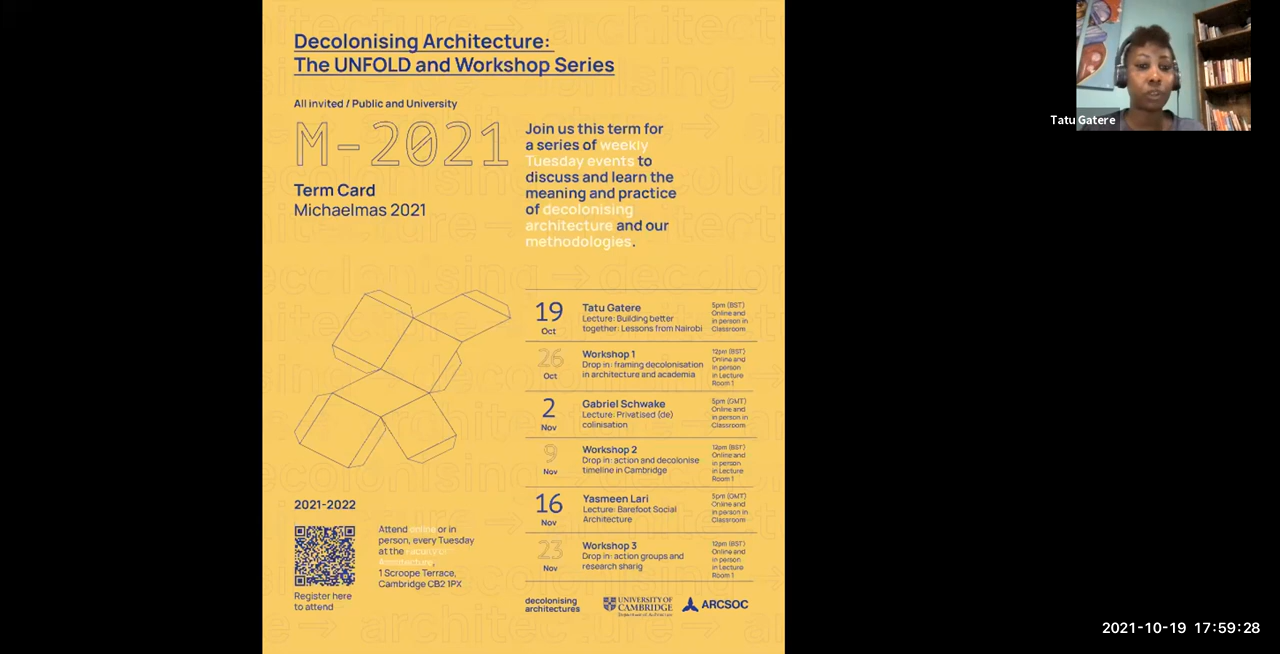 Decolonising Architecture:
The UNFOLD and Workshop Series
All invited / Public and University
M-2021
Term Card
Michaelmas 2021
Join us this term for
a series of weekly
Tuesday events to
discuss and learn the
meaning and practice
of decolonising
architecture and our
methodologies.
19
Oct
Tatu Gatere
Lecture: Building better
together: Lessons from Nairobi
5pm (BST)
Online and
in person in
Classroom
26
Oct
Workshop 1
Drop in: framing decolonisation
in architecture and academia
12pm (BST)
Online and
in person
in Lecture
Room 1
2
Nov
Gabriel Schwake
Lecture: Privatised (de)
colinisation
5pm (GMT)
Online and
in person in
Classroom
9
Nov
Workshop 2
Drop in: action and decolonise
timeline in Cambridge
12pm (BST)
Online and
in person
in Lecture
Room 1
16
Nov
Yasmeen Lari
Lecture: Barefoot Social
Architecture
5pm (GMT)
Online and
in person in
Classroom
23
Nov
Workshop 3
Drop in: action groups and
research sharig
12pm (BST)
Online and
in person
in Lecture
Room 1
2021-2022
Register here
to attend
Attend online or in
person, every Tuesday
at the Faculty of
Architecture,
1 Scroope Terrace,
Cambridge CB2 1PX
decolonising
architectures
UNIVERSITY OF
CAMBRIDGE
Department of Architecture
ARCSOC
Tatu Gatere
2021-10-19 17:59:28